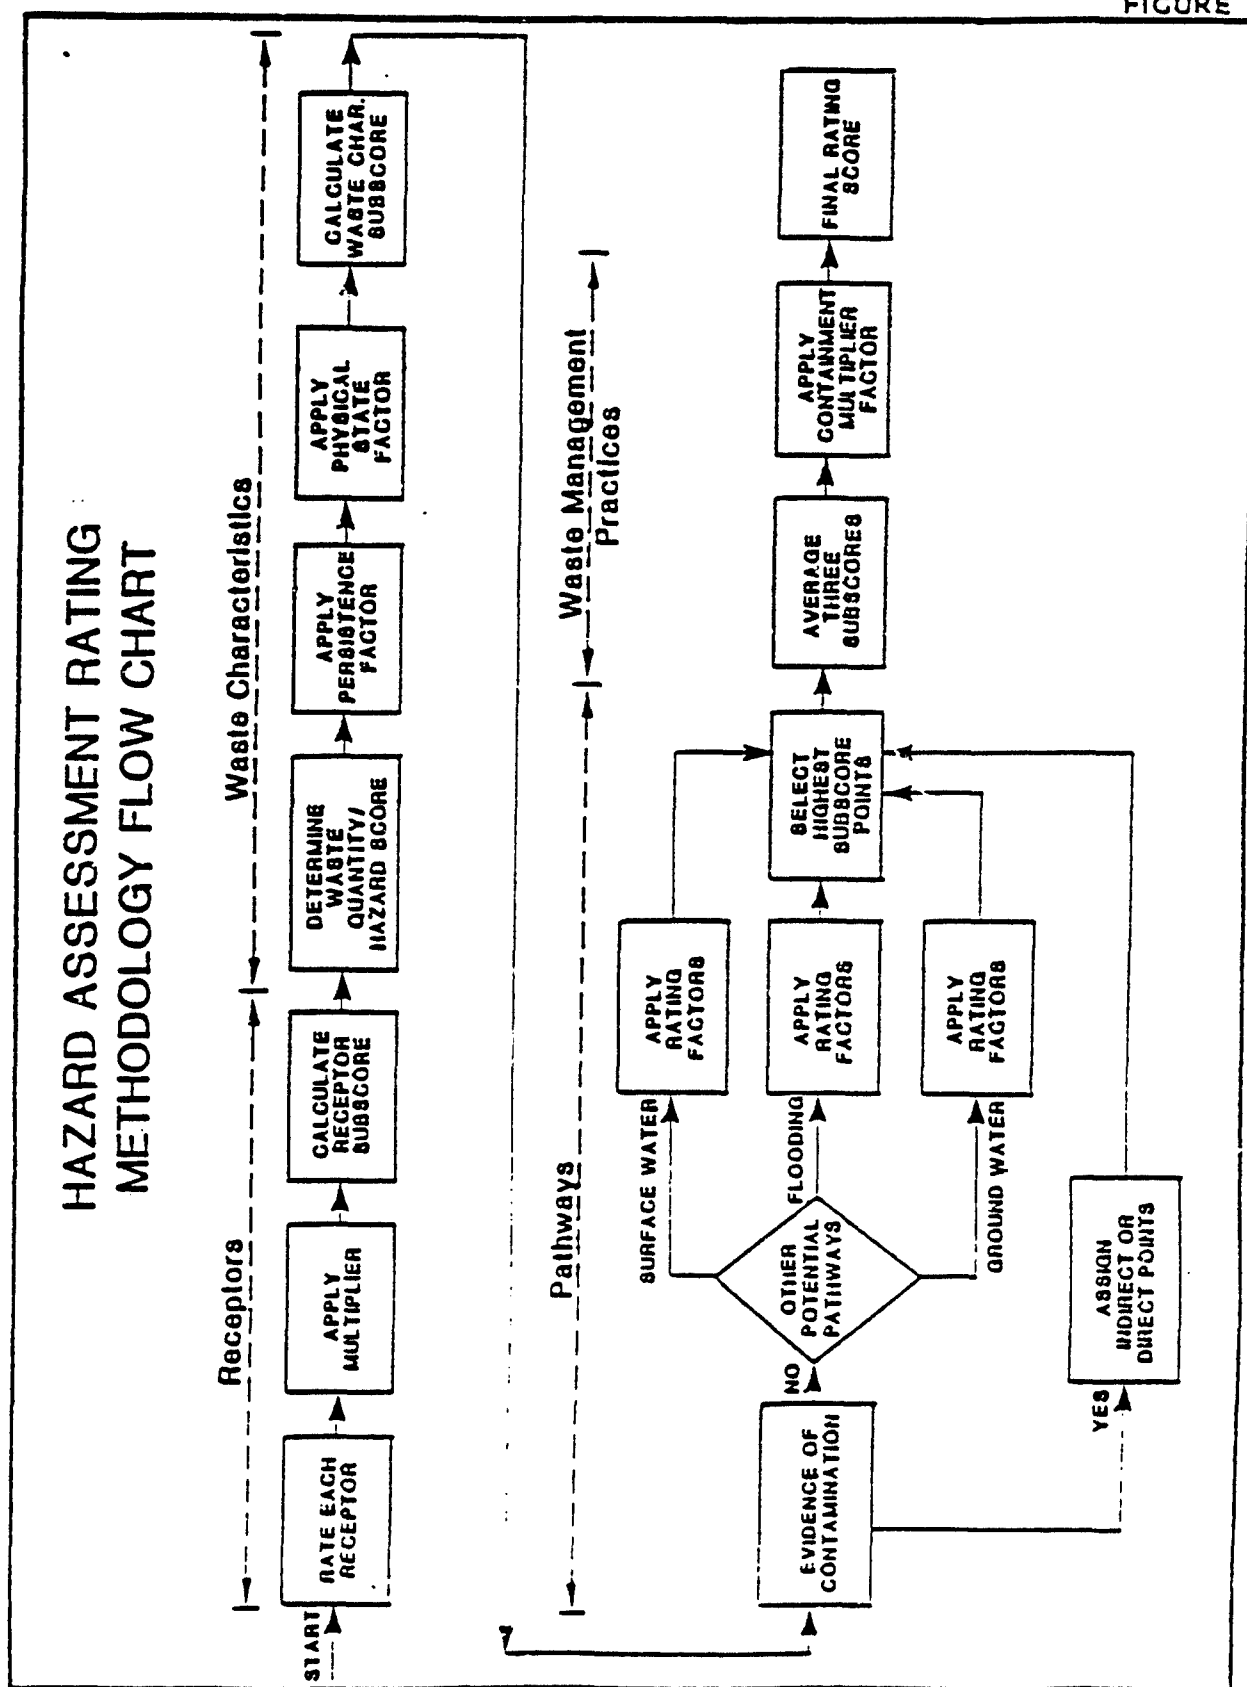 FIGURE
HAZARD ASSESSMENT RATING
METHODOLOGY FLOW CHART
Receptors
Waste Characteristics
START
RATE EACH
RECEPTOR
APPLY
MULTIPLIER
CALCULATE
RECEPTOR
SUBSCORE
DETERMINE
WASTE
QUANTITY/
HAZARD SCORE
APPLY
PERSISTENCE
FACTOR
APPLY
PHYSICAL
STATE
FACTOR
CALCULATE
WASTE CHAR.
SUBSCORE
Pathways
Waste Management
Practices
EVIDENCE OF
CONTAMINATION
NO
YES
OTHER
POTENTIAL
PATHWAYS
SURFACE WATER
APPLY
RATING
FACTORS
FLOODING
APPLY
RATING
FACTORS
GROUND WATER
APPLY
RATING
FACTORS
ASSIGN
INDIRECT OR
DIRECT POINTS
SELECT
HIGHEST
SUBSCORE
POINTS
AVERAGE
THREE
SUBSCORES
APPLY
CONTAINMENT
MULTIPLIER
FACTOR
FINAL RATING
SCORE